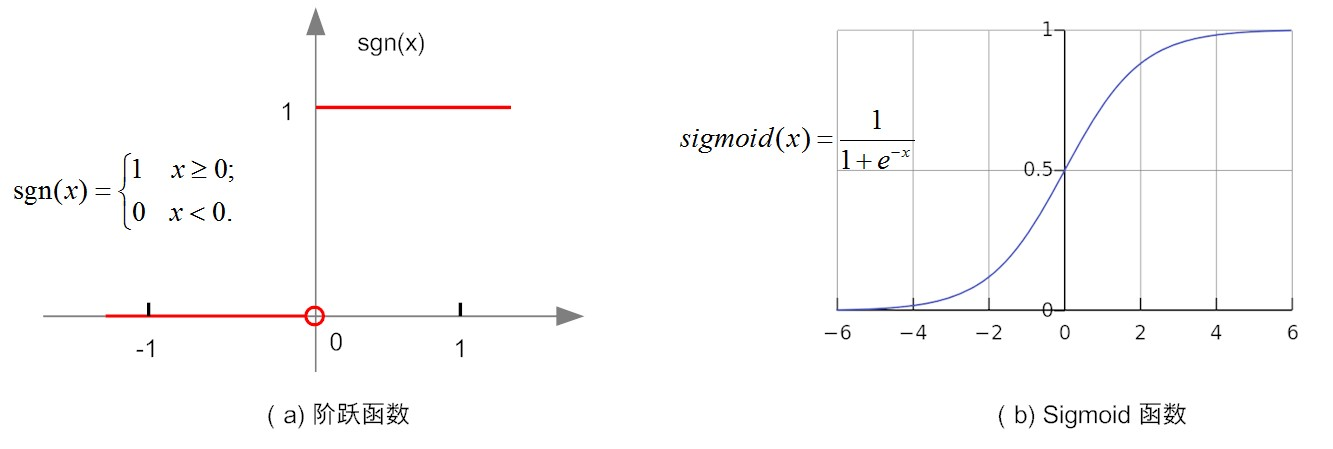 sgn(x)
1
sgn(x) = { 1 x ≥ 0;
0 x < 0.
-1
0
1
( a) 阶跃函数
sigmoid(x) = 1 / (1 + e^{-x})
1
0.5
0
−6 −4 −2 0 2 4 6
( b) Sigmoid 函数